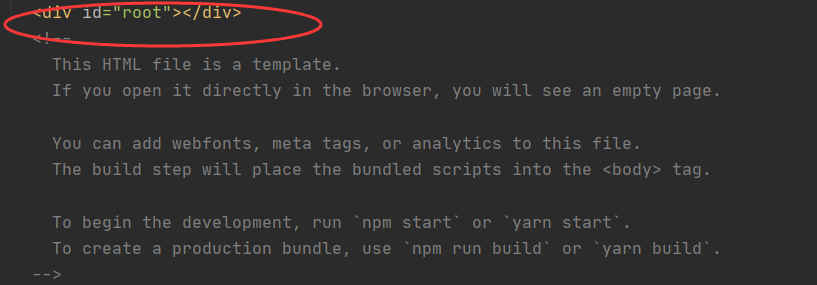 <div id="root"></div>
<!--
This HTML file is a template.
If you open it directly in the browser, you will see an empty page.
You can add webfonts, meta tags, or analytics to this file.
The build step will place the bundled scripts into the <body> tag.
To begin the development, run `npm start` or `yarn start`.
To create a production bundle, use `npm run build` or `yarn build`.
-->